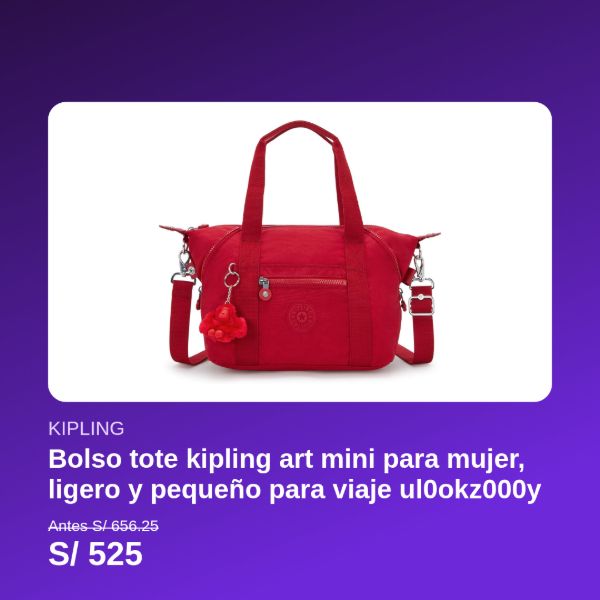 KIPLING
Bolso tote kipling art mini para mujer,
ligero y pequeño para viaje ul0okz000y
Antes S/ 656.25
S/ 525